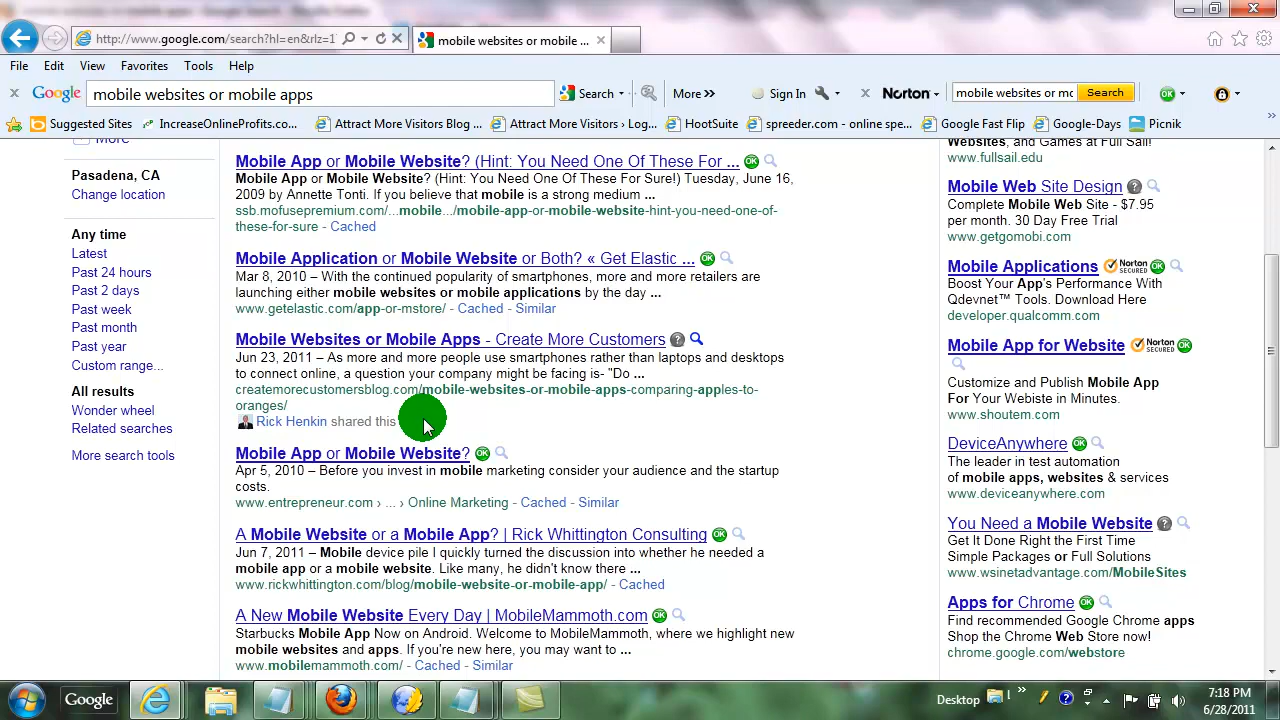 http://www.google.com/search?hl=en&rlz=1
mobile websites or mobile ...
File Edit View Favorites Tools Help
Google mobile websites or mobile apps Search More >> Sign In Norton mobile websites or mc Search OK
Suggested Sites IncreaseOnlineProfits.co... Attract More Visitors Blog ... Attract More Visitors › Log... HootSuite spreeder.com - online spe... Google Fast Flip Google-Days Picnik
More
Pasadena, CA
Change location
Any time
Latest
Past 24 hours
Past 2 days
Past week
Past month
Past year
Custom range...
All results
Wonder wheel
Related searches
More search tools
Mobile App or Mobile Website? (Hint: You Need One Of These For ... OK
Mobile App or Mobile Website? (Hint: You Need One Of These For Sure!) Tuesday, June 16,
2009 by Annette Tonti. If you believe that mobile is a strong medium ...
ssb.mofusepremium.com/...mobile.../mobile-app-or-mobile-website-hint-you-need-one-of-
these-for-sure - Cached
Mobile Application or Mobile Website or Both? « Get Elastic ... OK
Mar 8, 2010 – With the continued popularity of smartphones, more and more retailers are
launching either mobile websites or mobile applications by the day ...
www.getelastic.com/app-or-mstore/ - Cached - Similar
Mobile Websites or Mobile Apps - Create More Customers ?
Jun 23, 2011 – As more and more people use smartphones rather than laptops and desktops
to connect online, a question your company might be facing is- "Do ...
createmorecustomersblog.com/mobile-websites-or-mobile-apps-comparing-apples-to-
oranges/
Rick Henkin shared this
Mobile App or Mobile Website? OK
Apr 5, 2010 – Before you invest in mobile marketing consider your audience and the startup
costs.
www.entrepreneur.com › ... › Online Marketing - Cached - Similar
A Mobile Website or a Mobile App? | Rick Whittington Consulting OK
Jun 7, 2011 – Mobile device pile I quickly turned the discussion into whether he needed a
mobile app or a mobile website. Like many, he didn't know there ...
www.rickwhittington.com/blog/mobile-website-or-mobile-app/ - Cached
A New Mobile Website Every Day | MobileMammoth.com OK
Starbucks Mobile App Now on Android. Welcome to MobileMammoth, where we highlight new
mobile websites and apps. If you're new here, you may want to ...
www.mobilemammoth.com/ - Cached - Similar
Websites, and Games at Full Sail!
www.fullsail.edu
Mobile Web Site Design ?
Complete Mobile Web Site - $7.95
per month. 30 Day Free Trial
www.getgomobi.com
Mobile Applications Norton SECURED OK
Boost Your App's Performance With
Qdevnet™ Tools. Download Here
developer.qualcomm.com
Mobile App for Website Norton SECURED OK
Customize and Publish Mobile App
For Your Webiste in Minutes.
www.shoutem.com
DeviceAnywhere OK
The leader in test automation
of mobile apps, websites & services
www.deviceanywhere.com
You Need a Mobile Website ?
Get It Done Right the First Time
Simple Packages or Full Solutions
www.wsinetadvantage.com/MobileSites
Apps for Chrome OK
Find recommended Google Chrome apps
Shop the Chrome Web Store now!
chrome.google.com/webstore
Google Desktop 7:18 PM
6/28/2011